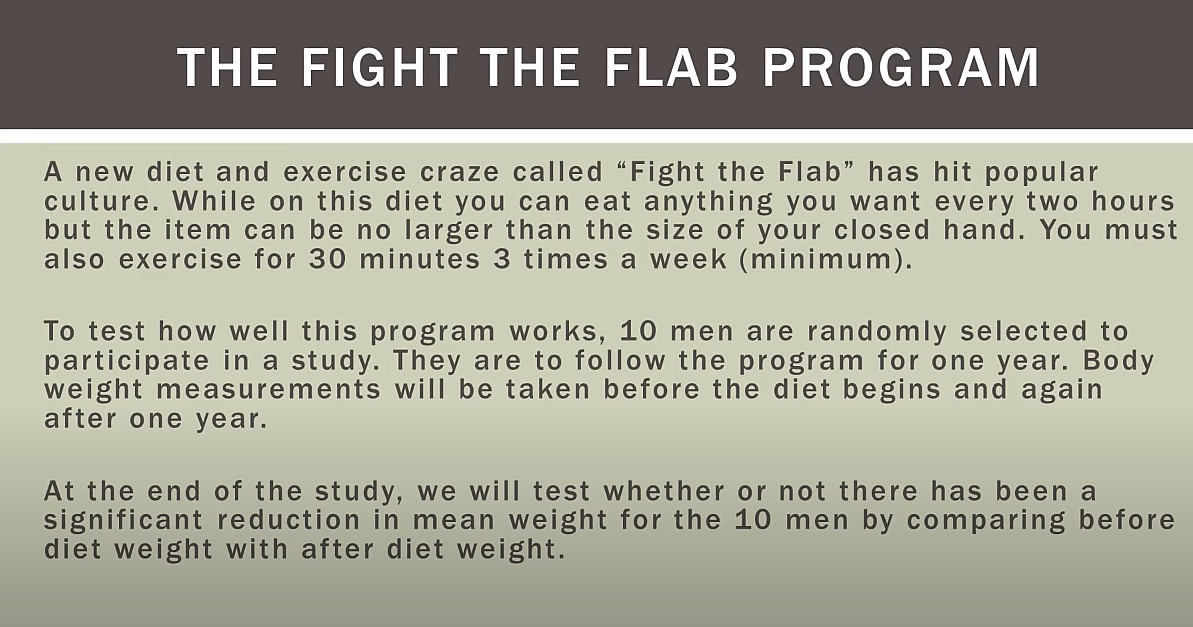 THE FIGHT THE FLAB PROGRAM
A new diet and exercise craze called “Fight the Flab” has hit popular
culture. While on this diet you can eat anything you want every two hours
but the item can be no larger than the size of your closed hand. You must
also exercise for 30 minutes 3 times a week (minimum).
To test how well this program works, 10 men are randomly selected to
participate in a study. They are to follow the program for one year. Body
weight measurements will be taken before the diet begins and again
after one year.
At the end of the study, we will test whether or not there has been a
significant reduction in mean weight for the 10 men by comparing before
diet weight with after diet weight.